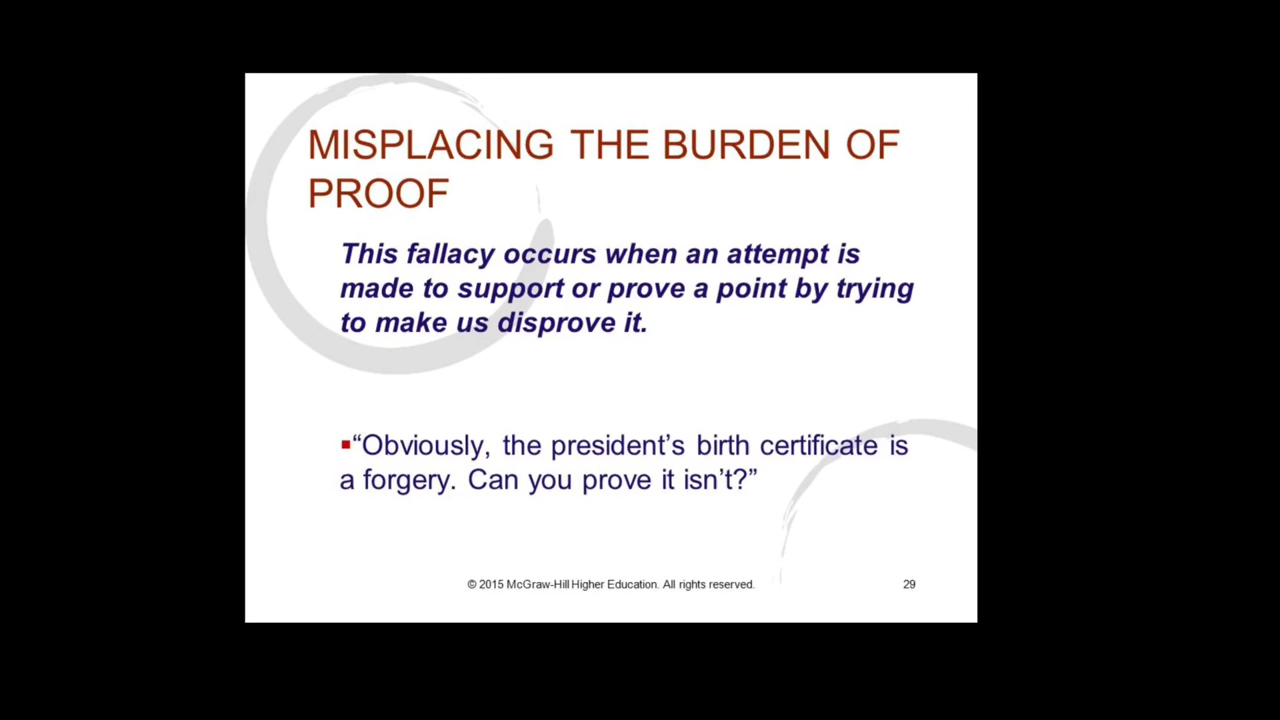 MISPLACING THE BURDEN OF
PROOF
This fallacy occurs when an attempt is
made to support or prove a point by trying
to make us disprove it.
▪“Obviously, the president’s birth certificate is
a forgery. Can you prove it isn’t?”
© 2015 McGraw-Hill Higher Education. All rights reserved.
29